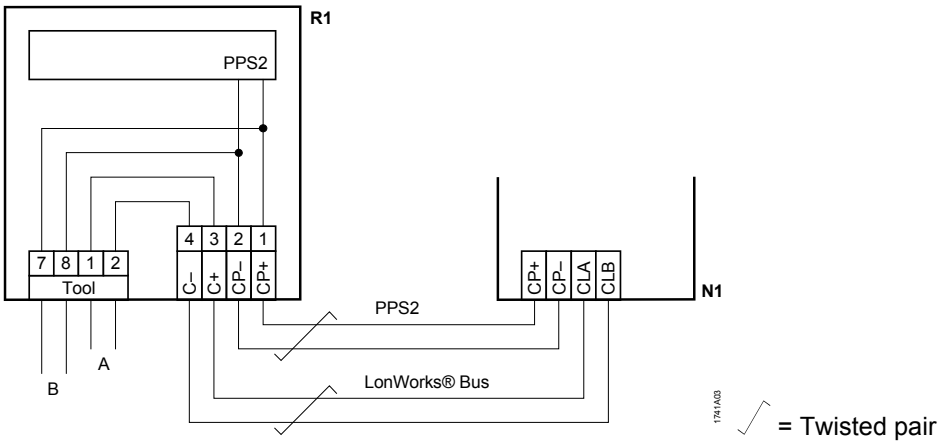 R1
PPS2
4 3 2 1
C– C+ CP– CP+
7 8 1 2
Tool
B
A
CP+ CP– CLA CLB
N1
PPS2
LonWorks® Bus
1741A03
= Twisted pair